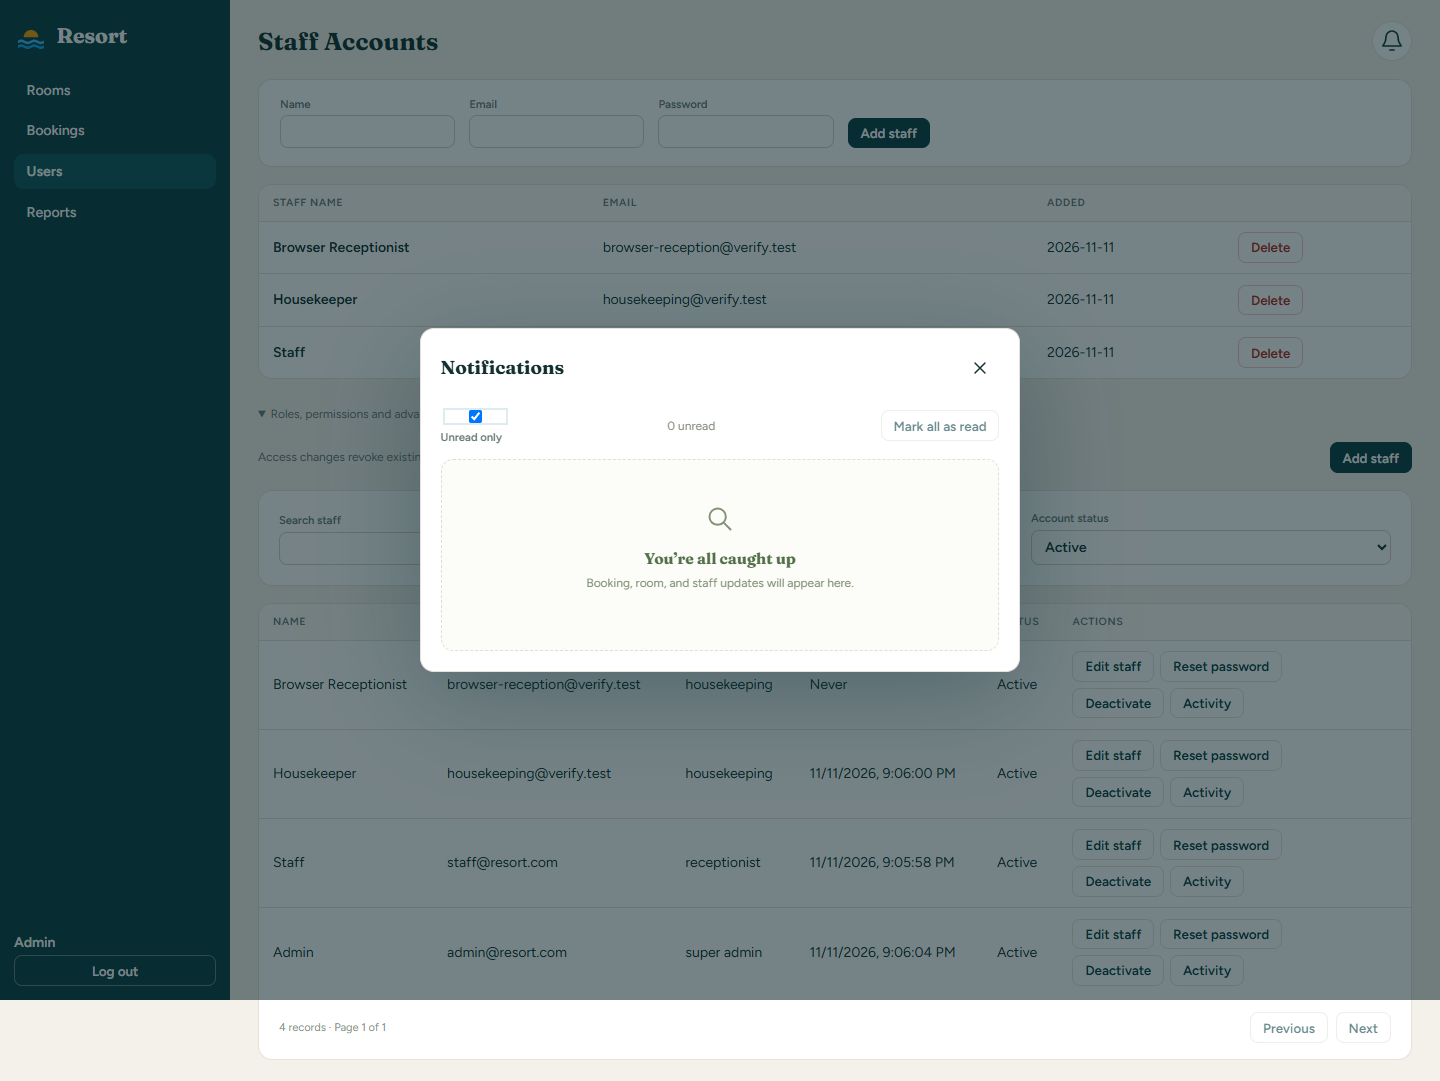 Resort
Rooms
Bookings
Users
Reports
Admin
Log out
Staff Accounts
Name Email Password
Add staff
STAFF NAME EMAIL ADDED
Browser Receptionist browser-reception@verify.test 2026-11-11 Delete
Housekeeper housekeeping@verify.test 2026-11-11 Delete
Staff 2026-11-11 Delete
▼ Roles, permissions and
Access changes revoke
Add staff
Search staff
Account status
Active
Notifications
Unread only
0 unread
Mark all as read
You're all caught up
Booking, room, and staff updates will appear here.
NAME ACTIONS
Browser Receptionist browser-reception@verify.test housekeeping Never Active Edit staff Reset password
Deactivate Activity
Housekeeper housekeeping@verify.test housekeeping 11/11/2026, 9:06:00 PM Active Edit staff Reset password
Deactivate Activity
Staff staff@resort.com receptionist 11/11/2026, 9:05:58 PM Active Edit staff Reset password
Deactivate Activity
Admin admin@resort.com super admin 11/11/2026, 9:06:04 PM Active Edit staff Reset password
Deactivate Activity
4 records · Page 1 of 1
Previous Next